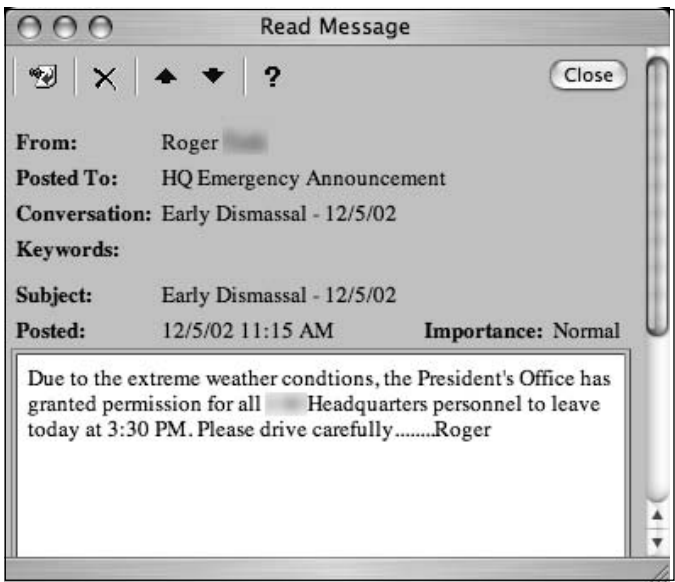 Read Message
? Close
From: Roger
Posted To: HQ Emergency Announcement
Conversation: Early Dismassal - 12/5/02
Keywords:
Subject: Early Dismassal - 12/5/02
Posted: 12/5/02 11:15 AM Importance: Normal
Due to the extreme weather condtions, the President's Office has
granted permission for all Headquarters personnel to leave
today at 3:30 PM. Please drive carefully........Roger